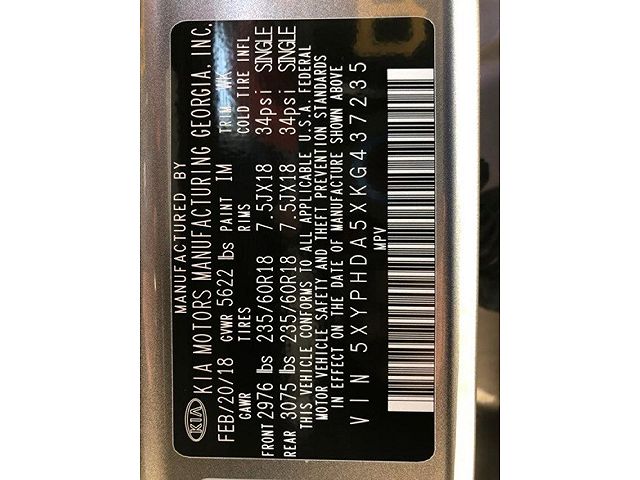 MANUFACTURED BY
KIA KIA MOTORS MANUFACTURING GEORGIA, INC.
FEB/20/18 GVWR 5622 lbs PAINT 1M TRIM WK
GAWR TIRES RIMS COLD TIRE INFL
FRONT 2976 lbs 235/60R18 7.5JX18 34psi SINGLE
REAR 3075 lbs 235/60R18 7.5JX18 34psi SINGLE
THIS VEHICLE CONFORMS TO ALL APPLICABLE U.S.A. FEDERAL
MOTOR VEHICLE SAFETY AND THEFT PREVENTION STANDARDS
IN EFFECT ON THE DATE OF MANUFACTURE SHOWN ABOVE
VIN 5XYPHDA5XKG437235
MPV